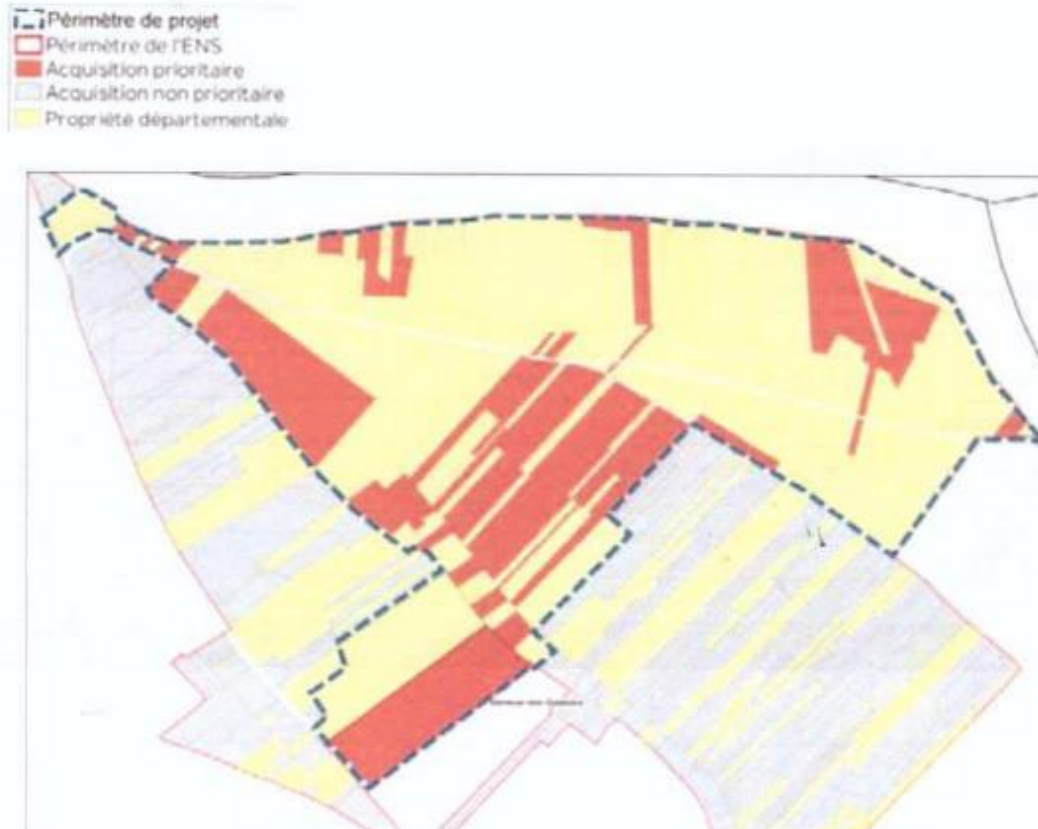 Périmètre de projet
Périmètre de l'ENS
Acquisition prioritaire
Acquisition non prioritaire
Propriété départementale